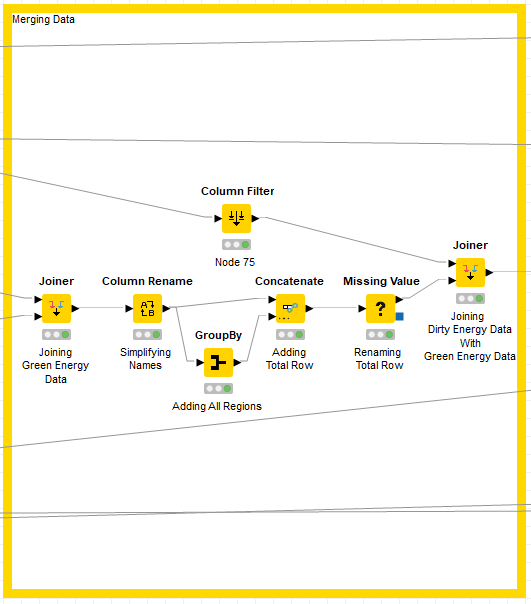 Merging Data
Column Filter
Node 75
Joiner
Joining
Dirty Energy Data
With
Green Energy Data
Joiner
Joining
Green Energy
Data
Column Rename
A
B
Simplifying
Names
GroupBy
Adding All Regions
Concatenate
Adding
Total Row
Missing Value
?
Renaming
Total Row